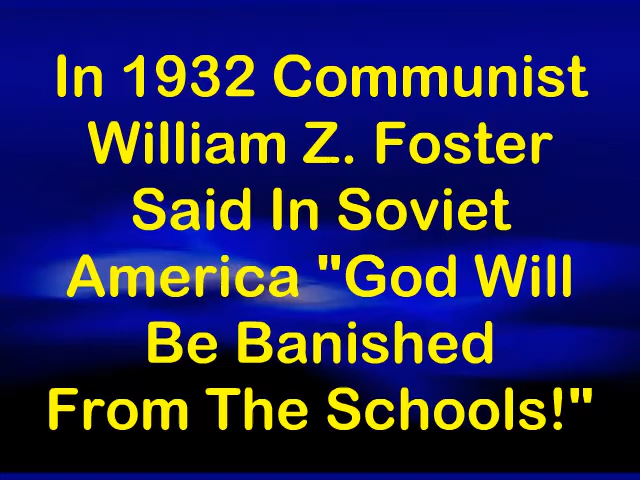 In 1932 Communist
William Z. Foster
Said In Soviet
America "God Will
Be Banished
From The Schools!"